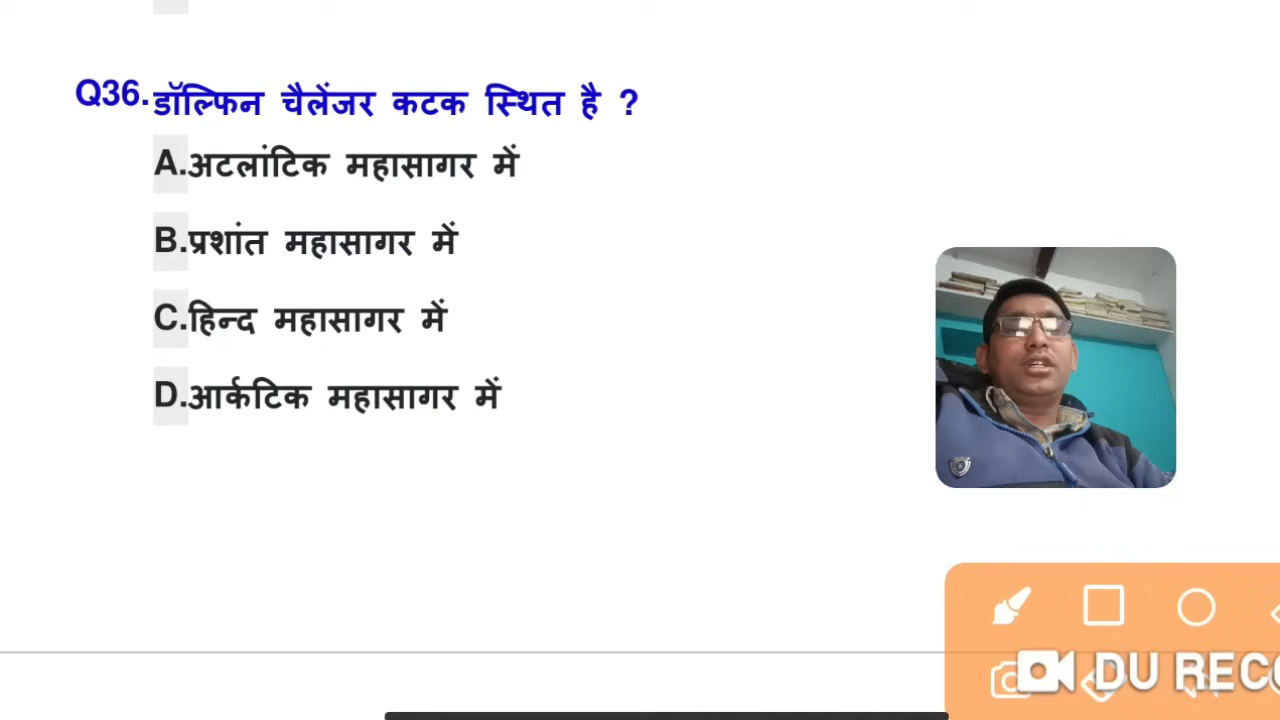 Q36. डॉल्फिन चैलेंजर कटक स्थित है ?
A.अटलांटिक महासागर में
B.प्रशांत महासागर में
C.हिन्द महासागर में
D.आर्कटिक महासागर में
DU REC